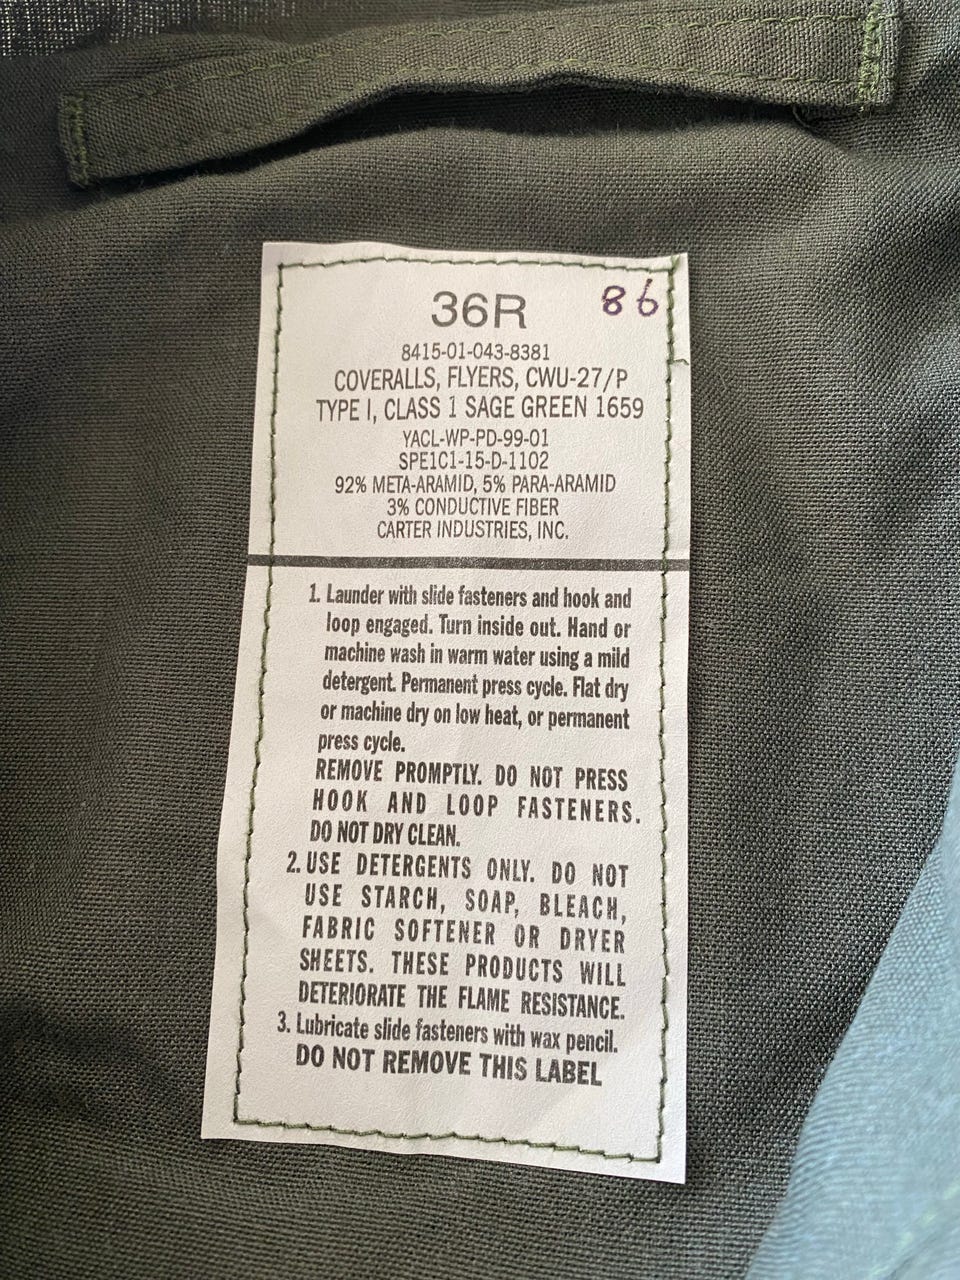 36R 86
8415-01-043-8381
COVERALLS, FLYERS, CWU-27/P
TYPE I, CLASS 1 SAGE GREEN 1659
YACL-WP-PD-99-01
SPE1C1-15-D-1102
92% META-ARAMID, 5% PARA-ARAMID
3% CONDUCTIVE FIBER
CARTER INDUSTRIES, INC.
1. Launder with slide fasteners and hook and
loop engaged. Turn inside out. Hand or
machine wash in warm water using a mild
detergent. Permanent press cycle. Flat dry
or machine dry on low heat, or permanent
press cycle.
REMOVE PROMPTLY. DO NOT PRESS
HOOK AND LOOP FASTENERS.
DO NOT DRY CLEAN.
2. USE DETERGENTS ONLY. DO NOT
USE STARCH, SOAP, BLEACH,
FABRIC SOFTENER OR DRYER
SHEETS. THESE PRODUCTS WILL
DETERIORATE THE FLAME RESISTANCE.
3. Lubricate slide fasteners with wax pencil.
DO NOT REMOVE THIS LABEL